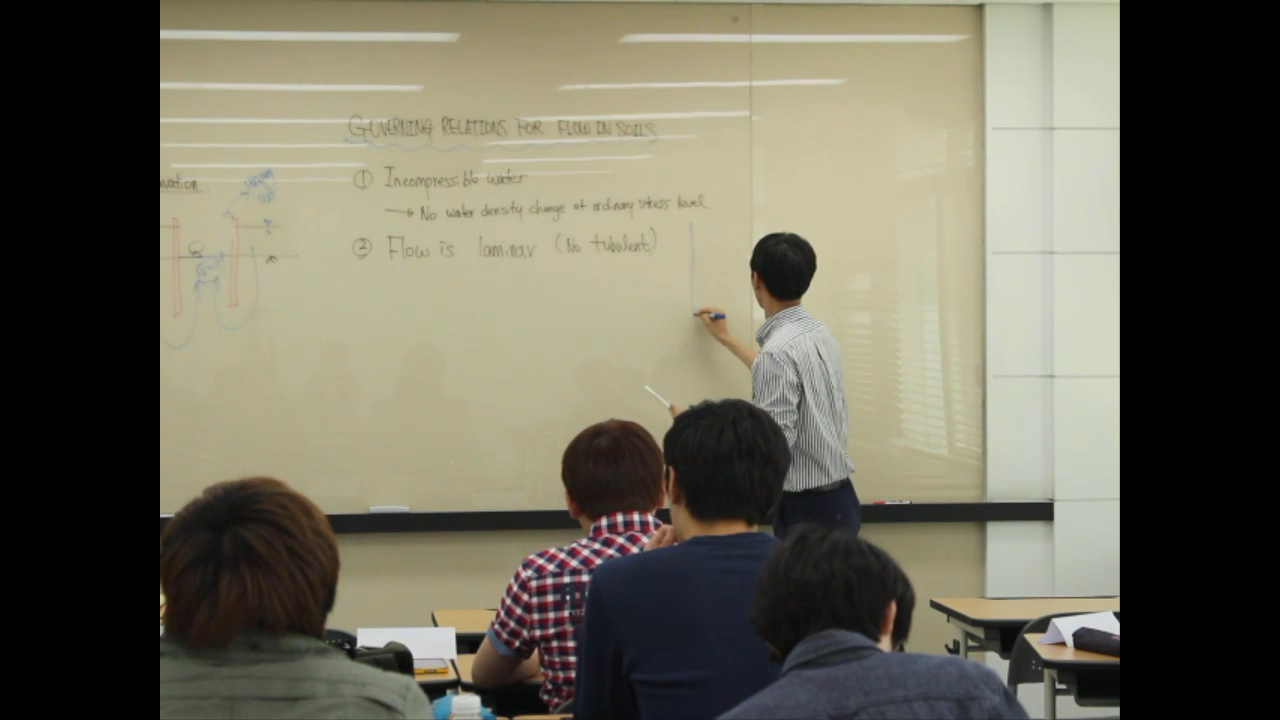 GOVERNING RELATIONS FOR FLOW IN SOILS
① Incompressible water
→ No water density change at ordinary stress level
② Flow is laminar (No tubulent)